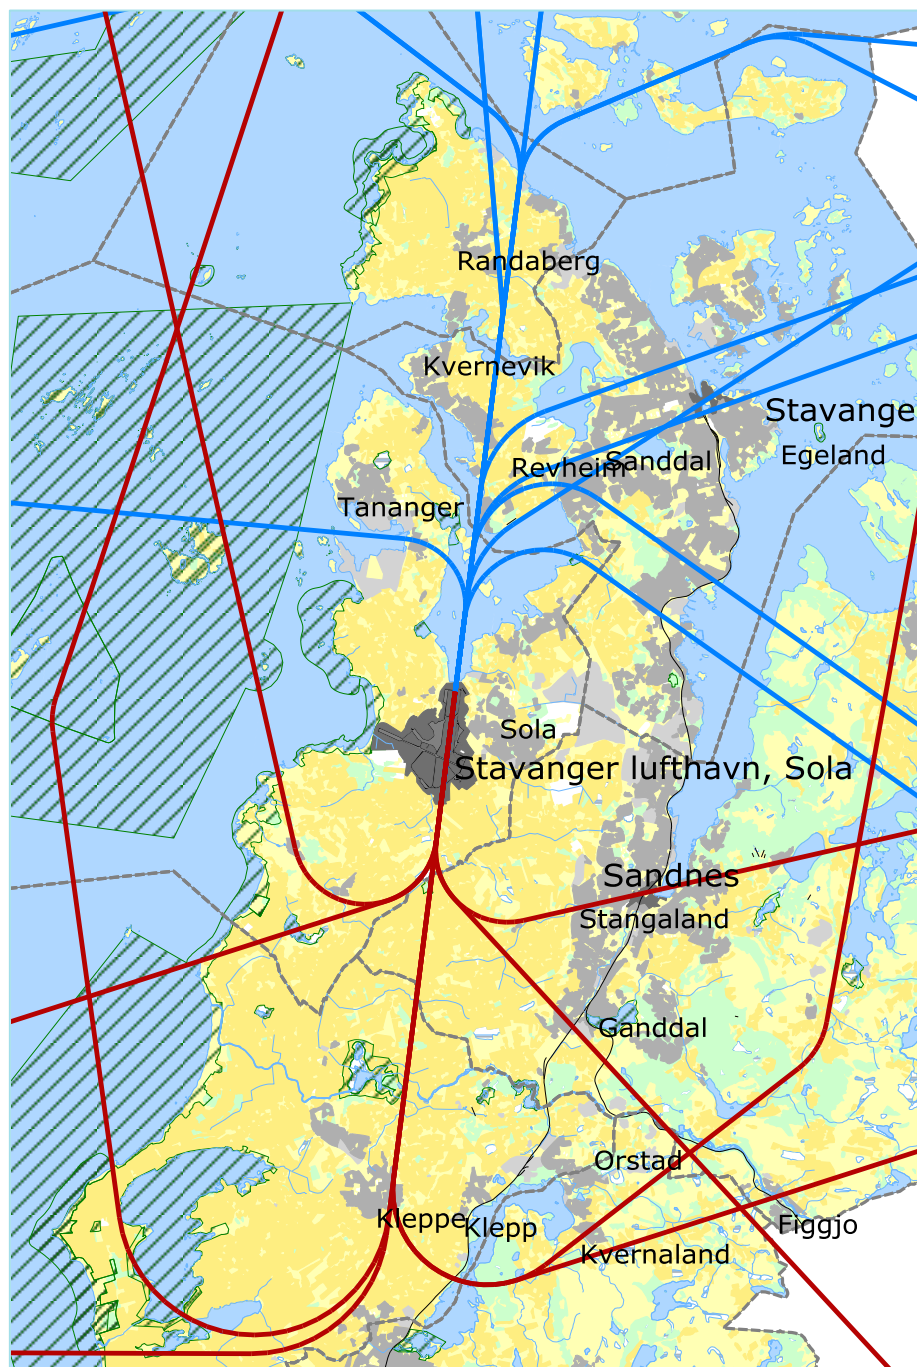 Randaberg
Kvernevik
Stavange
Egeland
Revheim
Sanddal
Tananger
Sola
Stavanger lufthavn, Sola
Sandnes
Stangaland
Ganddal
Orstad
Kleppe
Klepp
Figgjo
Kvernaland